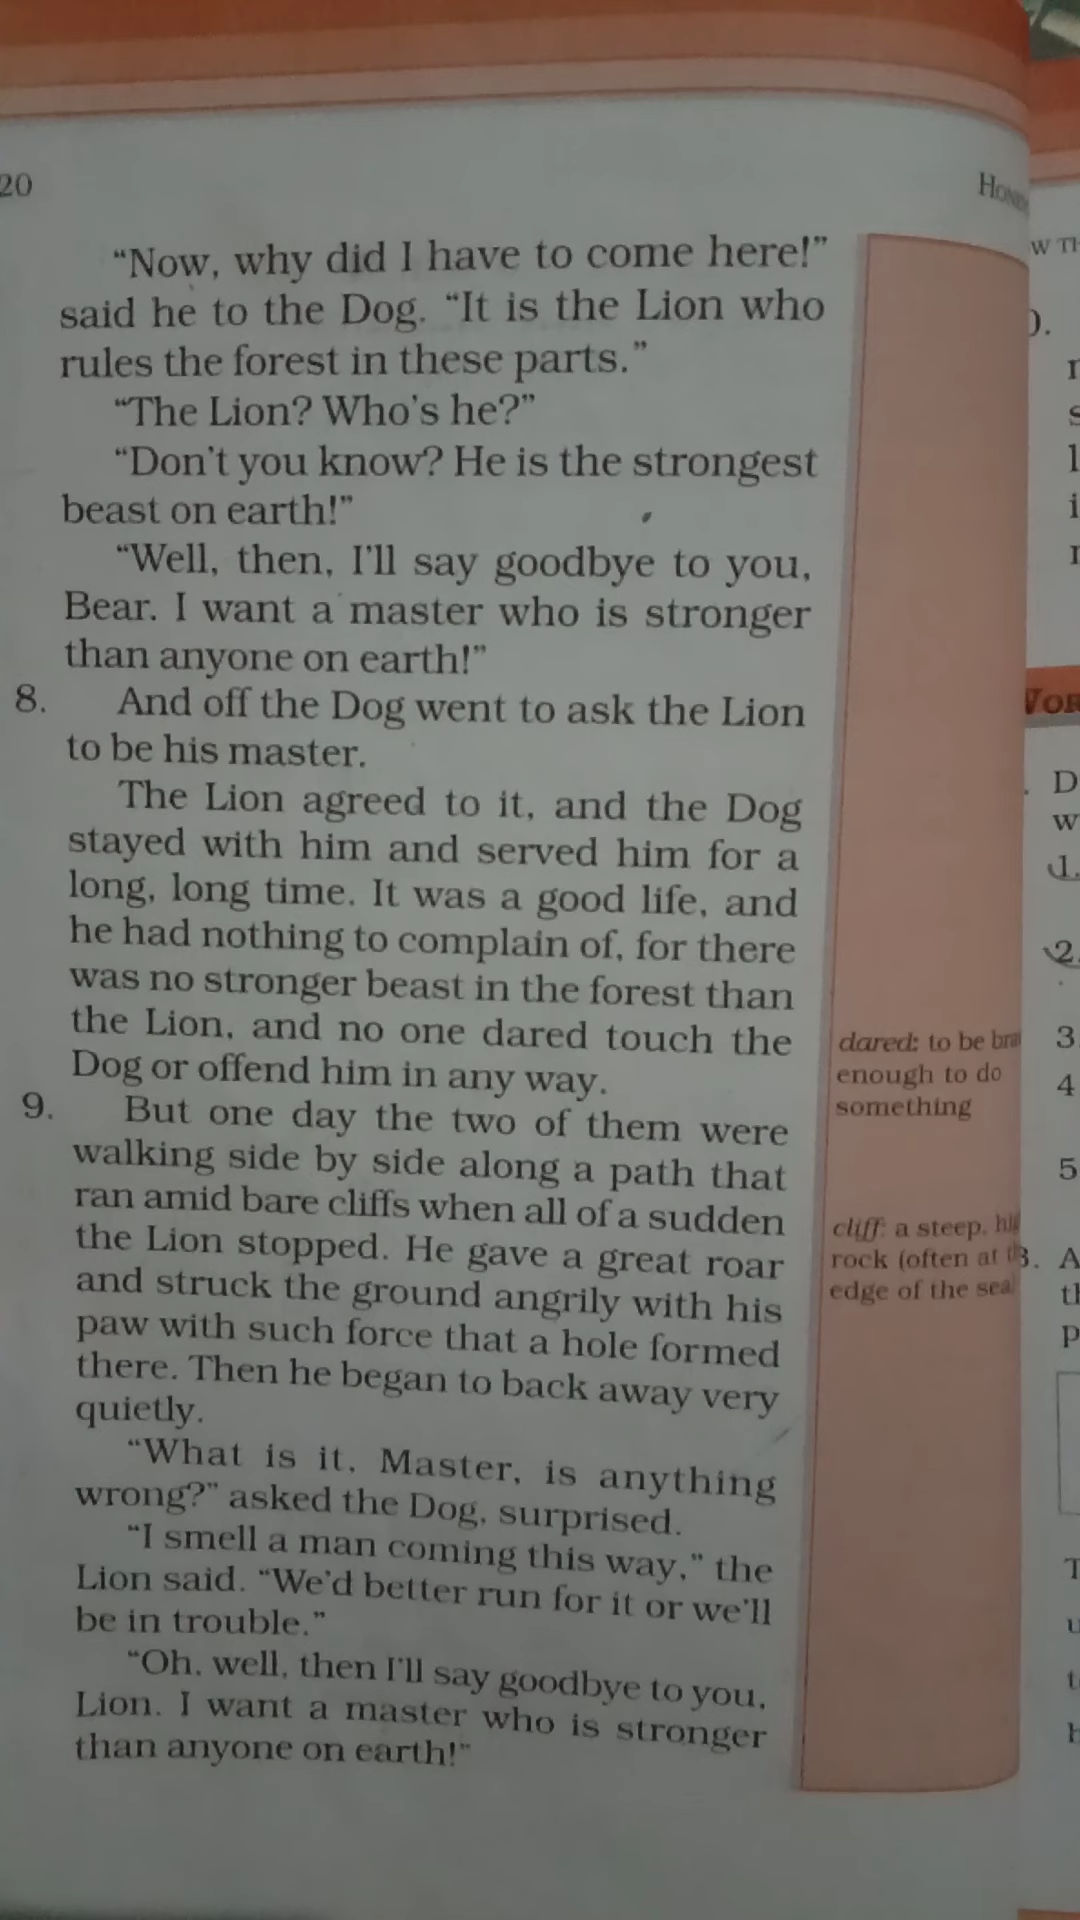 20
"Now, why did I have to come here!"
said he to the Dog. "It is the Lion who
rules the forest in these parts."
"The Lion? Who's he?"
"Don't you know? He is the strongest
beast on earth!"
"Well, then, I'll say goodbye to you,
Bear. I want a master who is stronger
than anyone on earth!"
8. And off the Dog went to ask the Lion
to be his master.
The Lion agreed to it, and the Dog
stayed with him and served him for a
long, long time. It was a good life, and
he had nothing to complain of, for there
was no stronger beast in the forest than
the Lion, and no one dared touch the
Dog or offend him in any way.
9. But one day the two of them were
walking side by side along a path that
ran amid bare cliffs when all of a sudden
the Lion stopped. He gave a great roar
and struck the ground angrily with his
paw with such force that a hole formed
there. Then he began to back away very
quietly.
"What is it, Master, is anything
wrong?" asked the Dog, surprised.
"I smell a man coming this way," the
Lion said. "We'd better run for it or we'll
be in trouble."
"Oh, well, then I'll say goodbye to you,
Lion. I want a master who is stronger
than anyone on earth!"
dared: to be
enough to do
something
cliff: a steep,
rock (often at
edge of the sea
1.
2.
3
4
5